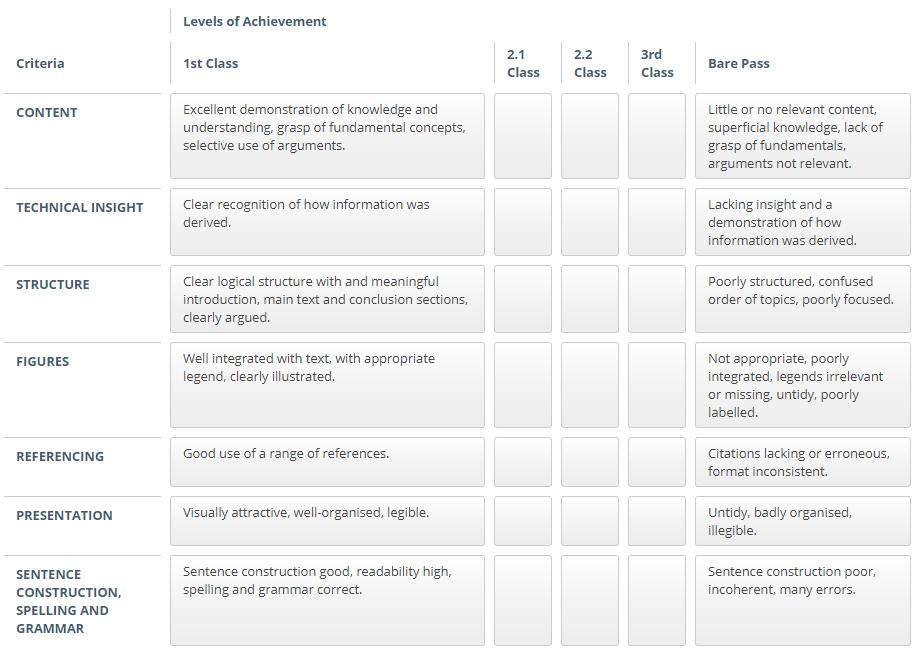 Levels of Achievement
Criteria
1st Class
2.1
Class
2.2
Class
3rd
Class
Bare Pass
CONTENT
Excellent demonstration of knowledge and
understanding, grasp of fundamental concepts,
selective use of arguments.
Little or no relevant content,
superficial knowledge, lack of
grasp of fundamentals,
arguments not relevant.
TECHNICAL INSIGHT
Clear recognition of how information was
derived.
Lacking insight and a
demonstration of how
information was derived.
STRUCTURE
Clear logical structure with and meaningful
introduction, main text and conclusion sections,
clearly argued.
Poorly structured, confused
order of topics, poorly focused.
FIGURES
Well integrated with text, with appropriate
legend, clearly illustrated.
Not appropriate, poorly
integrated, legends irrelevant
or missing, untidy, poorly
labelled.
REFERENCING
Good use of a range of references.
Citations lacking or erroneous,
format inconsistent.
PRESENTATION
Visually attractive, well-organised, legible.
Untidy, badly organised,
illegible.
SENTENCE
CONSTRUCTION,
SPELLING AND
GRAMMAR
Sentence construction good, readability high,
spelling and grammar correct.
Sentence construction poor,
incoherent, many errors.